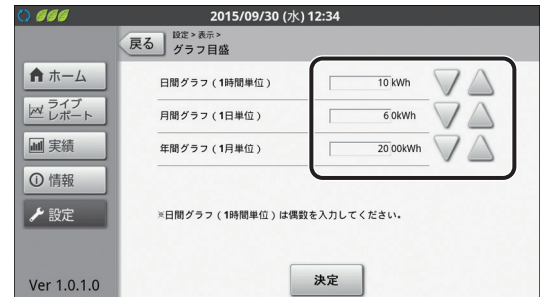 2015/09/30 (水) 12:34
戻る
設定 > 表示 >
グラフ目盛
ホーム
ライブ
レポート
実績
情報
設定
Ver 1.0.1.0
日間グラフ（1時間単位）
10 kWh
月間グラフ（1日単位）
6 0kWh
年間グラフ（1月単位）
20 00kWh
※日間グラフ（1時間単位）は偶数を入力してください。
決定